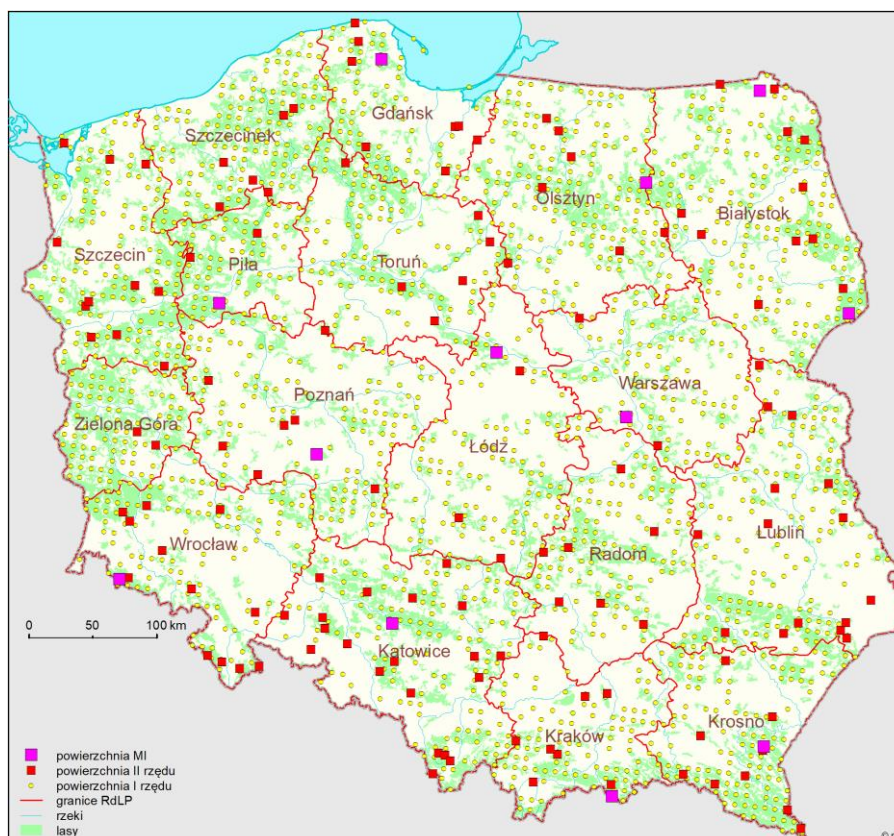 Gdańsk
Szczecinek
Olsztyn
Białystok
Szczecin
Piła
Toruń
Warszawa
Poznań
Zielona Góra
Łódz
Wrocław
Radom
Lublin
0 50 100 km
Katowice
Kraków
Krosno
powierzchnia MI
powierzchnia II rzędu
powierzchnia I rzędu
granice RdLP
rzeki
lasy